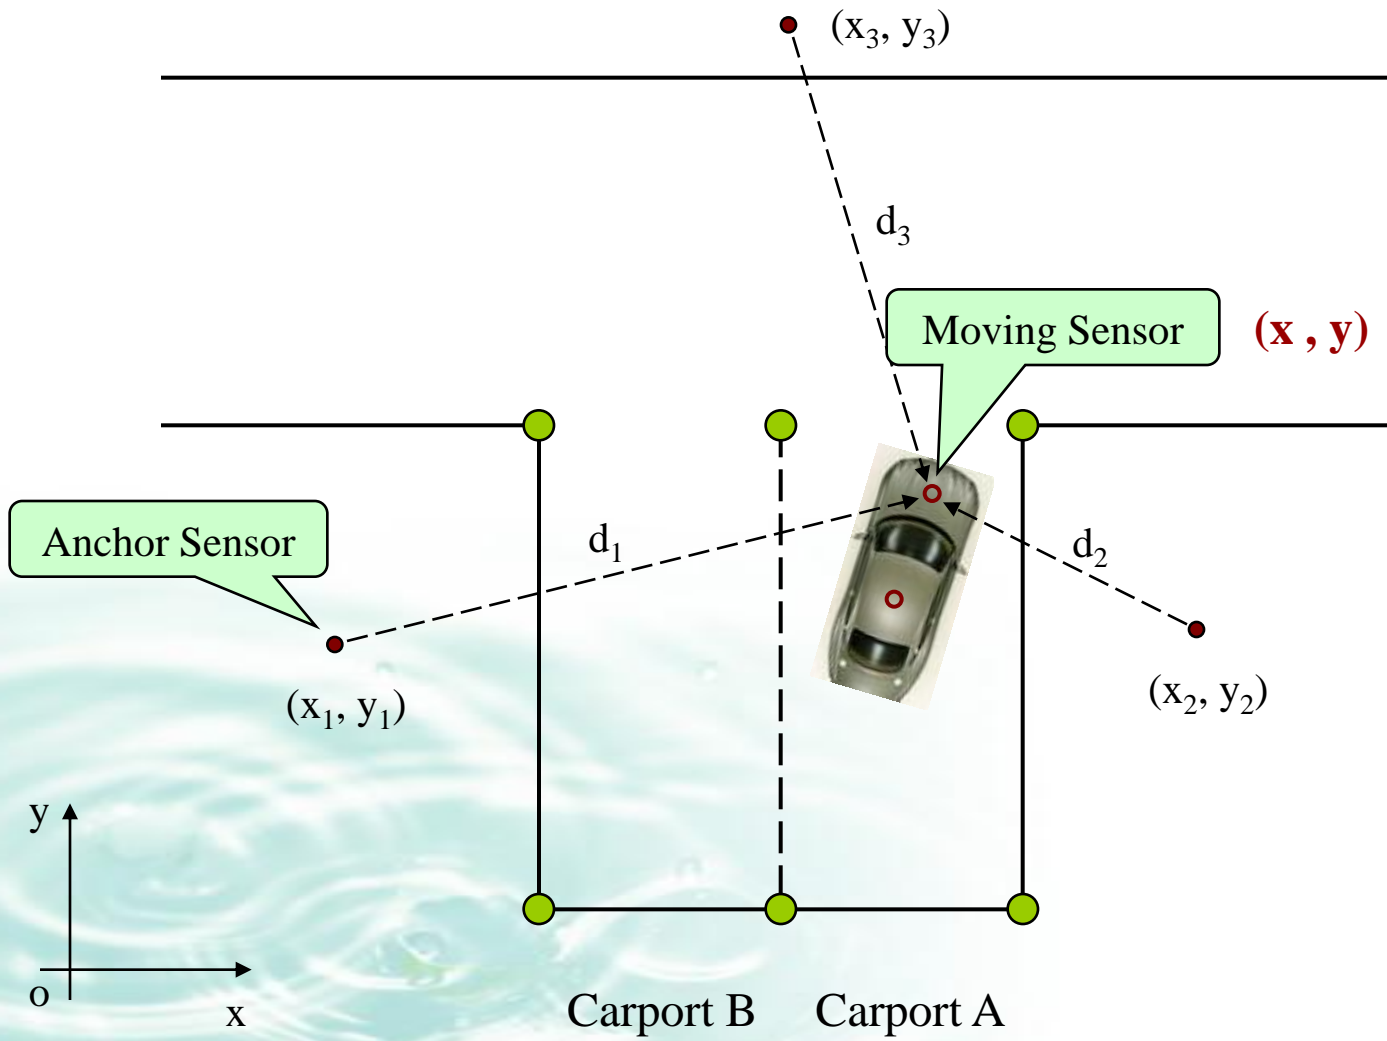 (x₃, y₃)
d₃
Moving Sensor
(x , y)
Anchor Sensor
d₁
d₂
(x₁, y₁)
(x₂, y₂)
y
o
x
Carport B
Carport A